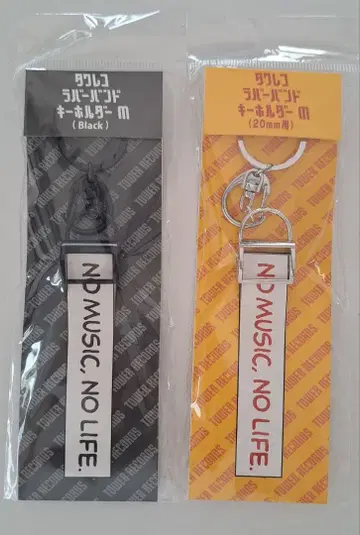 タワレコ
ラバーバンド
キーホルダー M
(Black)
NO MUSIC, NO LIFE.
タワレコ
ラバーバンド
キーホルダー M
(20mm用)
NO MUSIC, NO LIFE.
TOWER RECORDS
TOWER RECORDS